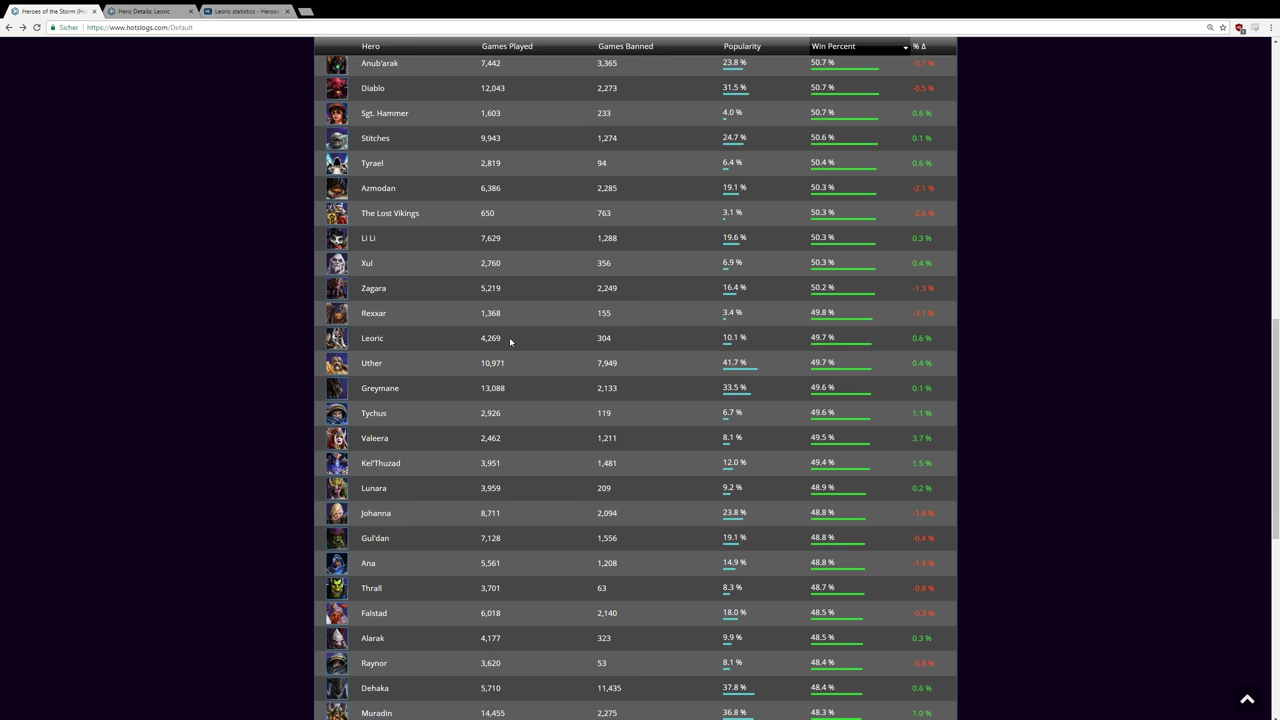 Heroes of the Storm (H
Hero Details: Leoric
Leoric statistics - Heroes
Sicher https://www.hotslogs.com/Default
Hero Games Played Games Banned Popularity Win Percent % Δ
Anub'arak 7,442 3,365 23.8 % 50.7 % -0.7 %
Diablo 12,043 2,273 31.5 % 50.7 % -0.5 %
Sgt. Hammer 1,603 233 4.0 % 50.7 % 0.6 %
Stitches 9,943 1,274 24.7 % 50.6 % 0.1 %
Tyrael 2,819 94 6.4 % 50.4 % 0.6 %
Azmodan 6,386 2,285 19.1 % 50.3 % -2.1 %
The Lost Vikings 650 763 3.1 % 50.3 % -2.6 %
Li Li 7,629 1,288 19.6 % 50.3 % 0.3 %
Xul 2,760 356 6.9 % 50.3 % 0.4 %
Zagara 5,219 2,249 16.4 % 50.2 % -1.3 %
Rexxar 1,368 155 3.4 % 49.8 % -3.1 %
Leoric 4,269 304 10.1 % 49.7 % 0.6 %
Uther 10,971 7,949 41.7 % 49.7 % 0.4 %
Greymane 13,088 2,133 33.5 % 49.6 % 0.1 %
Tychus 2,926 119 6.7 % 49.6 % 1.1 %
Valeera 2,462 1,211 8.1 % 49.5 % 3.7 %
Kel'Thuzad 3,951 1,481 12.0 % 49.4 % 1.5 %
Lunara 3,959 209 9.2 % 48.9 % 0.2 %
Johanna 8,711 2,094 23.8 % 48.8 % -1.8 %
Gul'dan 7,128 1,556 19.1 % 48.8 % -0.4 %
Ana 5,561 1,208 14.9 % 48.8 % -1.4 %
Thrall 3,701 63 8.3 % 48.7 % -0.8 %
Falstad 6,018 2,140 18.0 % 48.5 % -0.3 %
Alarak 4,177 323 9.9 % 48.5 % 0.3 %
Raynor 3,620 53 8.1 % 48.4 % -0.8 %
Dehaka 5,710 11,435 37.8 % 48.4 % 0.6 %
Muradin 14,455 2,275 36.8 % 48.3 % 1.0 %